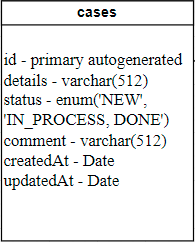 cases
id - primary autogenerated
details - varchar(512)
status - enum('NEW',
'IN_PROCESS, DONE')
comment - varchar(512)
createdAt - Date
updatedAt - Date